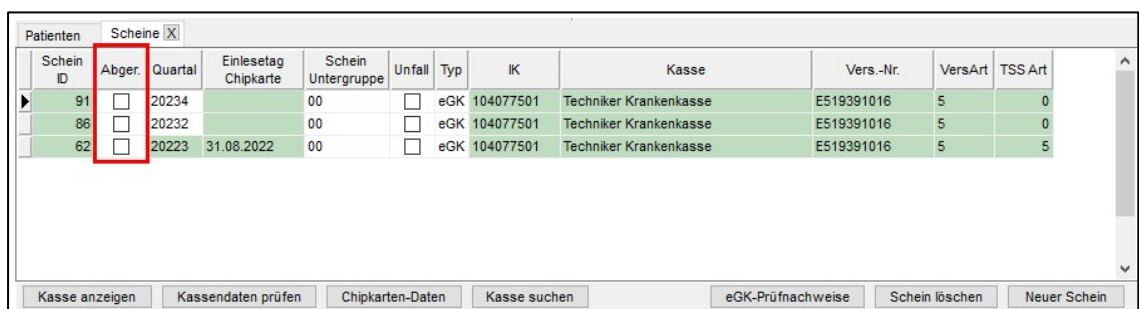 Patienten Scheine X
Schein ID Abger. Quartal Einlesetag Chipkarte Schein Untergruppe Unfall Typ IK Kasse Vers.-Nr. VersArt TSS Art
91 20234 00 eGK 104077501 Techniker Krankenkasse E519391016 5 0
86 20232 00 eGK 104077501 Techniker Krankenkasse E519391016 5 0
62 20223 31.08.2022 00 eGK 104077501 Techniker Krankenkasse E519391016 5 5
Kasse anzeigen Kassendaten prüfen Chipkarten-Daten Kasse suchen eGK-Prüfnachweise Schein löschen Neuer Schein